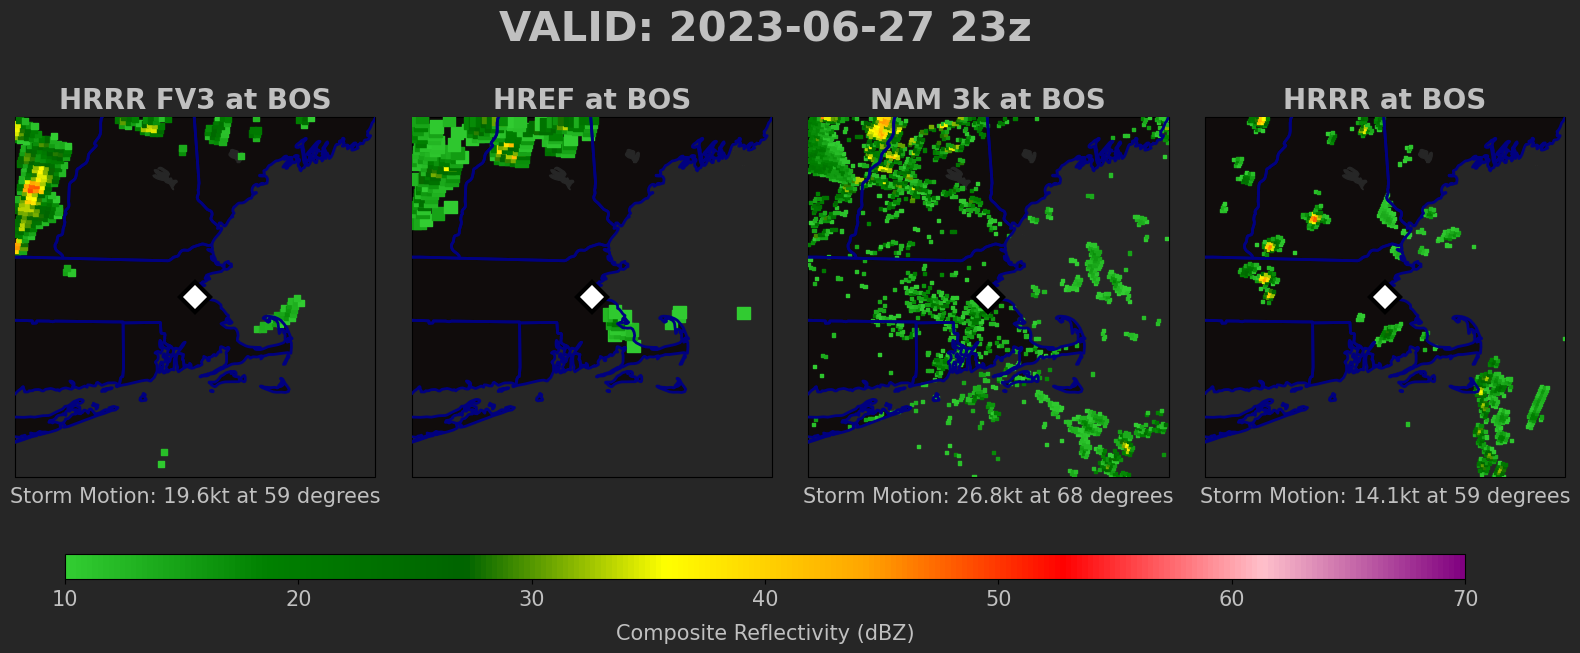 VALID: 2023-06-27 23z
HRRR FV3 at BOS
HREF at BOS
NAM 3k at BOS
HRRR at BOS
Storm Motion: 19.6kt at 59 degrees
Storm Motion: 26.8kt at 68 degrees
Storm Motion: 14.1kt at 59 degrees
10 20 30 40 50 60 70
Composite Reflectivity (dBZ)